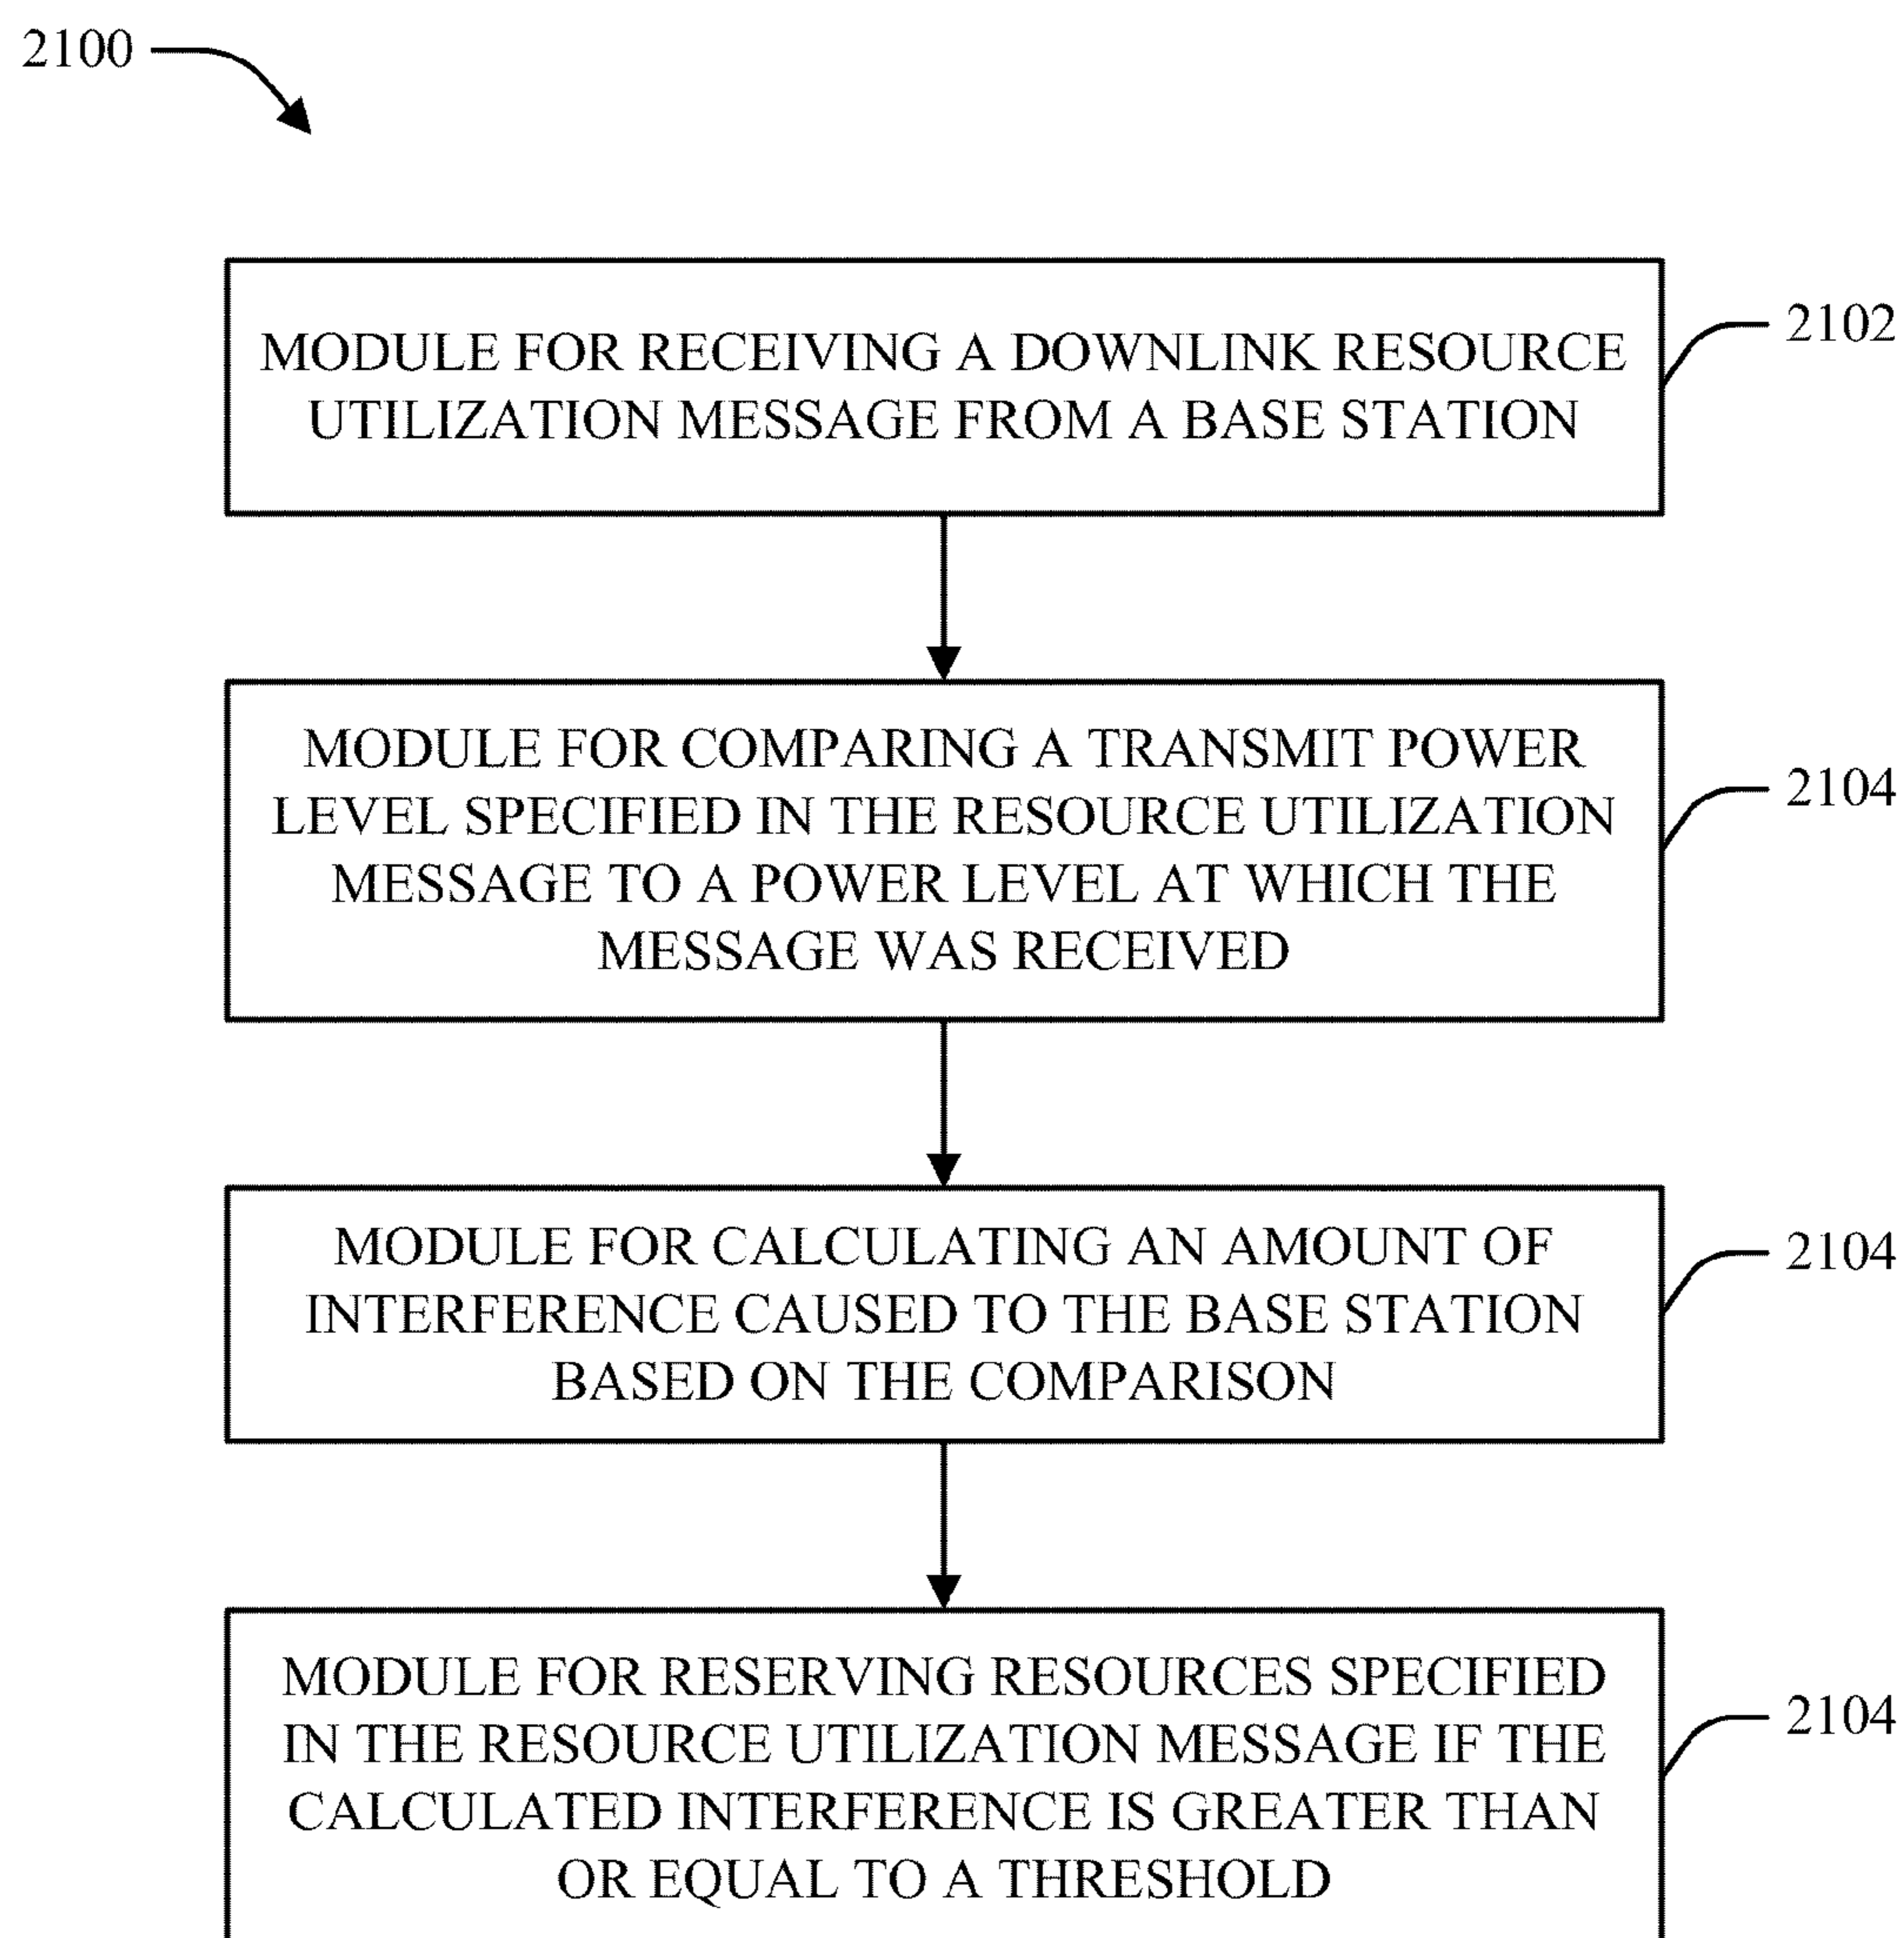 2100
MODULE FOR RECEIVING A DOWNLINK RESOURCE
UTILIZATION MESSAGE FROM A BASE STATION
2102
MODULE FOR COMPARING A TRANSMIT POWER
LEVEL SPECIFIED IN THE RESOURCE UTILIZATION
MESSAGE TO A POWER LEVEL AT WHICH THE
MESSAGE WAS RECEIVED
2104
MODULE FOR CALCULATING AN AMOUNT OF
INTERFERENCE CAUSED TO THE BASE STATION
BASED ON THE COMPARISON
2104
MODULE FOR RESERVING RESOURCES SPECIFIED
IN THE RESOURCE UTILIZATION MESSAGE IF THE
CALCULATED INTERFERENCE IS GREATER THAN
OR EQUAL TO A THRESHOLD
2104